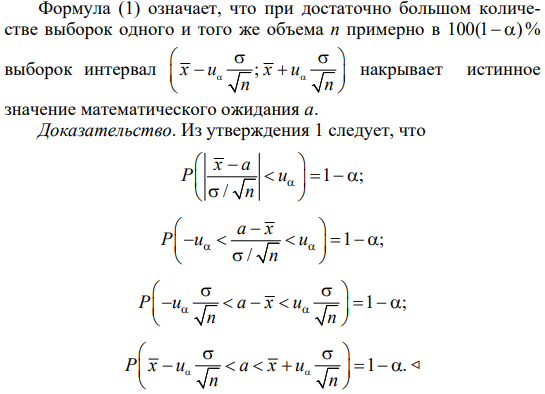 Формула (1) означает, что при достаточно большом количе-
стве выборок одного и того же объема n примерно в 100(1−α)%
выборок интервал (x̅ − u_α σ/√n; x̅ + u_α σ/√n) накрывает истинное
значение математического ожидания a.
Доказательство. Из утверждения 1 следует, что
P(|(x̅ − a)/(σ / √n)| < u_α) = 1 − α;
P(−u_α < (a − x̅)/(σ / √n) < u_α) = 1 − α;
P(−u_α σ/√n < a − x̅ < u_α σ/√n) = 1 − α;
P(x̅ − u_α σ/√n < a < x̅ + u_α σ/√n) = 1 − α. ◁